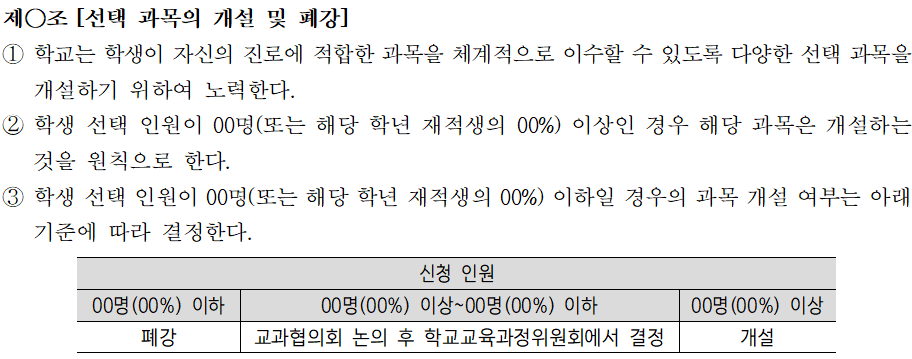 제○조 [선택 과목의 개설 및 폐강]
① 학교는 학생이 자신의 진로에 적합한 과목을 체계적으로 이수할 수 있도록 다양한 선택 과목을
개설하기 위하여 노력한다.
② 학생 선택 인원이 00명(또는 해당 학년 재적생의 00%) 이상인 경우 해당 과목은 개설하는
것을 원칙으로 한다.
③ 학생 선택 인원이 00명(또는 해당 학년 재적생의 00%) 이하일 경우의 과목 개설 여부는 아래
기준에 따라 결정한다.
신청 인원
00명(00%) 이하 00명(00%) 이상~00명(00%) 이하 00명(00%) 이상
폐강 교과협의회 논의 후 학교교육과정위원회에서 결정 개설